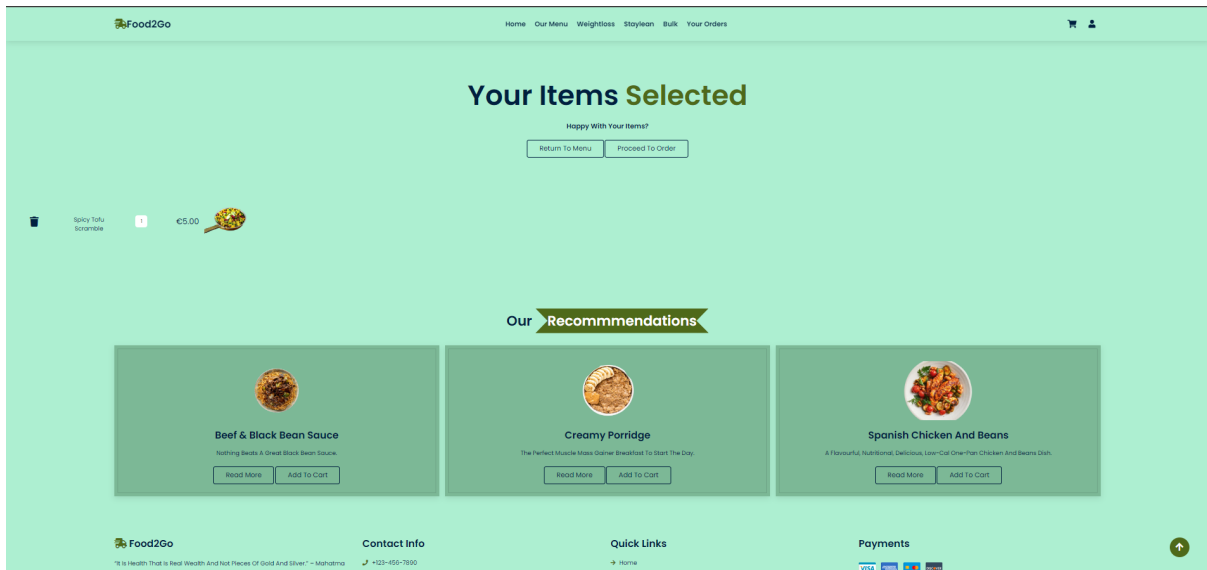 Food2Go
Home Our Menu Weightloss Staylean Bulk Your Orders
Your Items Selected
Happy With Your Items?
Return To Menu Proceed To Order
Spicy Tofu
Scramble
1
€5.00
Our Recommmendations
Beef & Black Bean Sauce
Nothing Beats A Great Black Bean Sauce.
Read More Add To Cart
Creamy Porridge
The Perfect Muscle Mass Gainer Breakfast To Start The Day.
Read More Add To Cart
Spanish Chicken And Beans
A Flavourful, Nutritional, Delicious, Low-Cal One-Pan Chicken And Beans Dish.
Read More Add To Cart
Food2Go
"It Is Health That Is Real Wealth And Not Pieces Of Gold And Silver." – Mahatma
Contact Info
+123-456-7890
Quick Links
Home
Payments
VISA